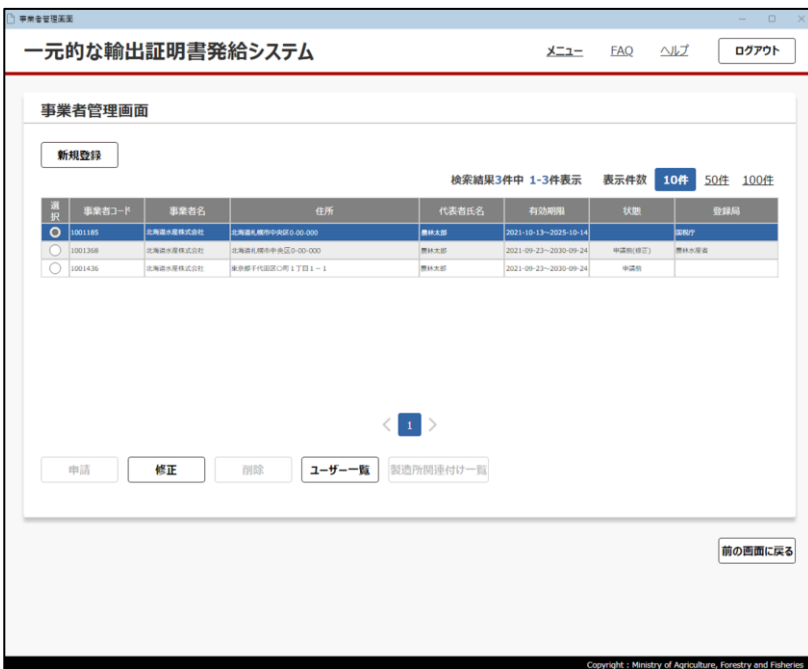 事業者管理画面
一元的な輸出証明書発給システム メニュー FAQ ヘルプ ログアウト
事業者管理画面
新規登録
検索結果3件中 1-3件表示 表示件数 10件 50件 100件
選択 事業者コード 事業者名 住所 代表者氏名 有効期限 状態 登録局
1001185 北海道水産株式会社 北海道札幌市中央区0-00-000 農林太郎 2021-10-13～2025-10-14 国税庁
1001368 北海道水産株式会社 北海道札幌市中央区0-00-000 農林太郎 2021-09-23～2030-09-24 申請前(修正) 農林水産省
1001436 北海道水産株式会社 東京都千代田区〇町1丁目1－1 農林太郎 2021-09-23～2030-09-24 申請前
1
申請 修正 削除 ユーザー一覧 製造所関連付け一覧
前の画面に戻る
Copyright : Ministry of Agriculture, Forestry and Fisheries